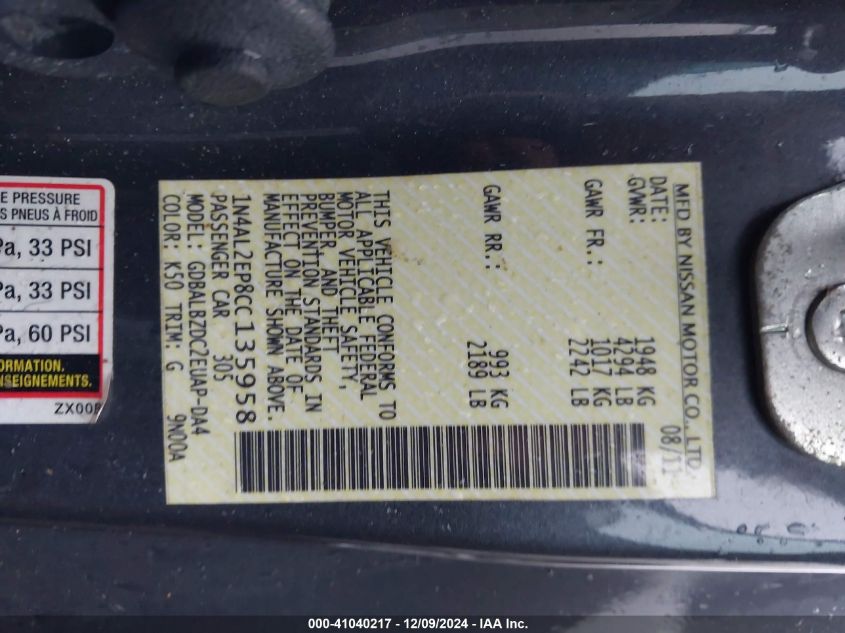 E PRESSURE
S PNEUS À FROID
Pa, 33 PSI
Pa, 33 PSI
Pa, 60 PSI
ORMATION.
NSEIGNEMENTS.
ZX00
MFD BY NISSAN MOTOR CO., LTD.
DATE: 08/11
GVWR: 1948 KG
4294 LB
GAWR FR.: 1017 KG
2242 LB
GAWR RR.: 993 KG
2189 LB
THIS VEHICLE CONFORMS TO
ALL APPLICABLE FEDERAL
MOTOR VEHICLE SAFETY,
BUMPER, AND THEFT
PREVENTION STANDARDS IN
EFFECT ON THE DATE OF
MANUFACTURE SHOWN ABOVE.
1N4AL2EP8CC135958
PASSENGER CAR 305
MODEL: GDBALBZDC2EUAP-DA4
COLOR: K50 TRIM: G 9N00A
000-41040217 - 12/09/2024 - IAA Inc.